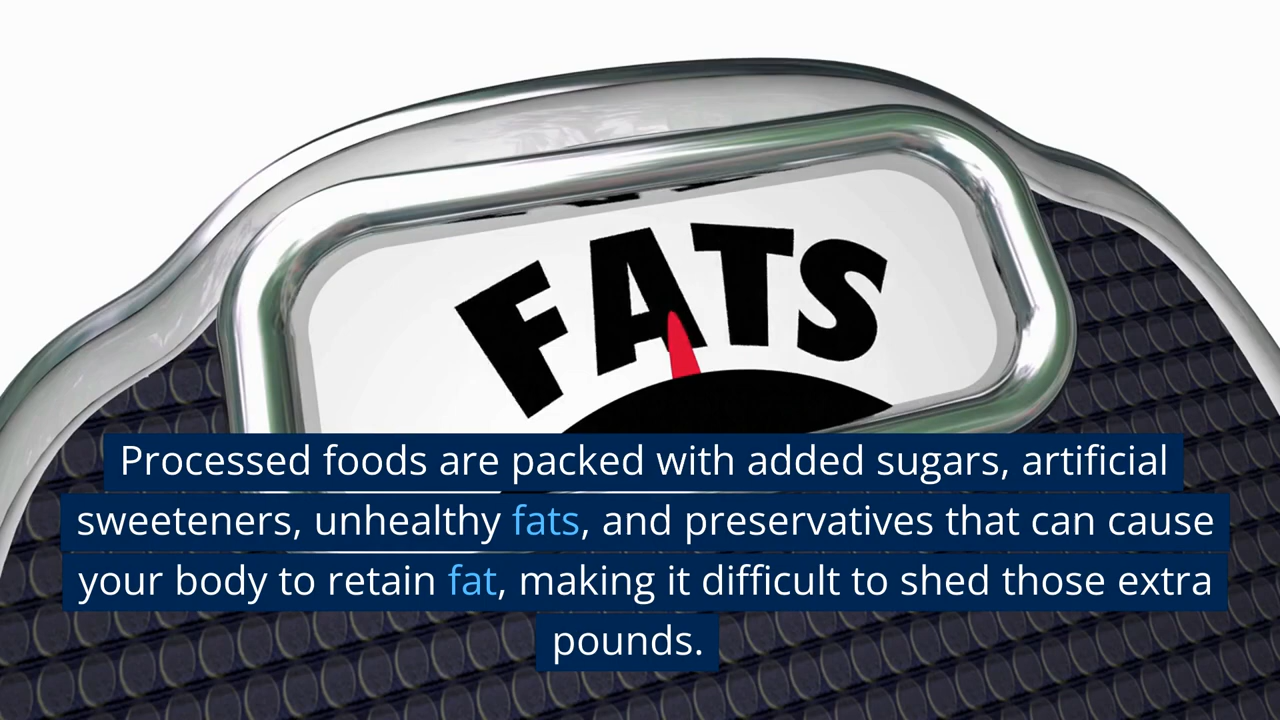 FATS
Processed foods are packed with added sugars, artificial
sweeteners, unhealthy fats, and preservatives that can cause
your body to retain fat, making it difficult to shed those extra
pounds.